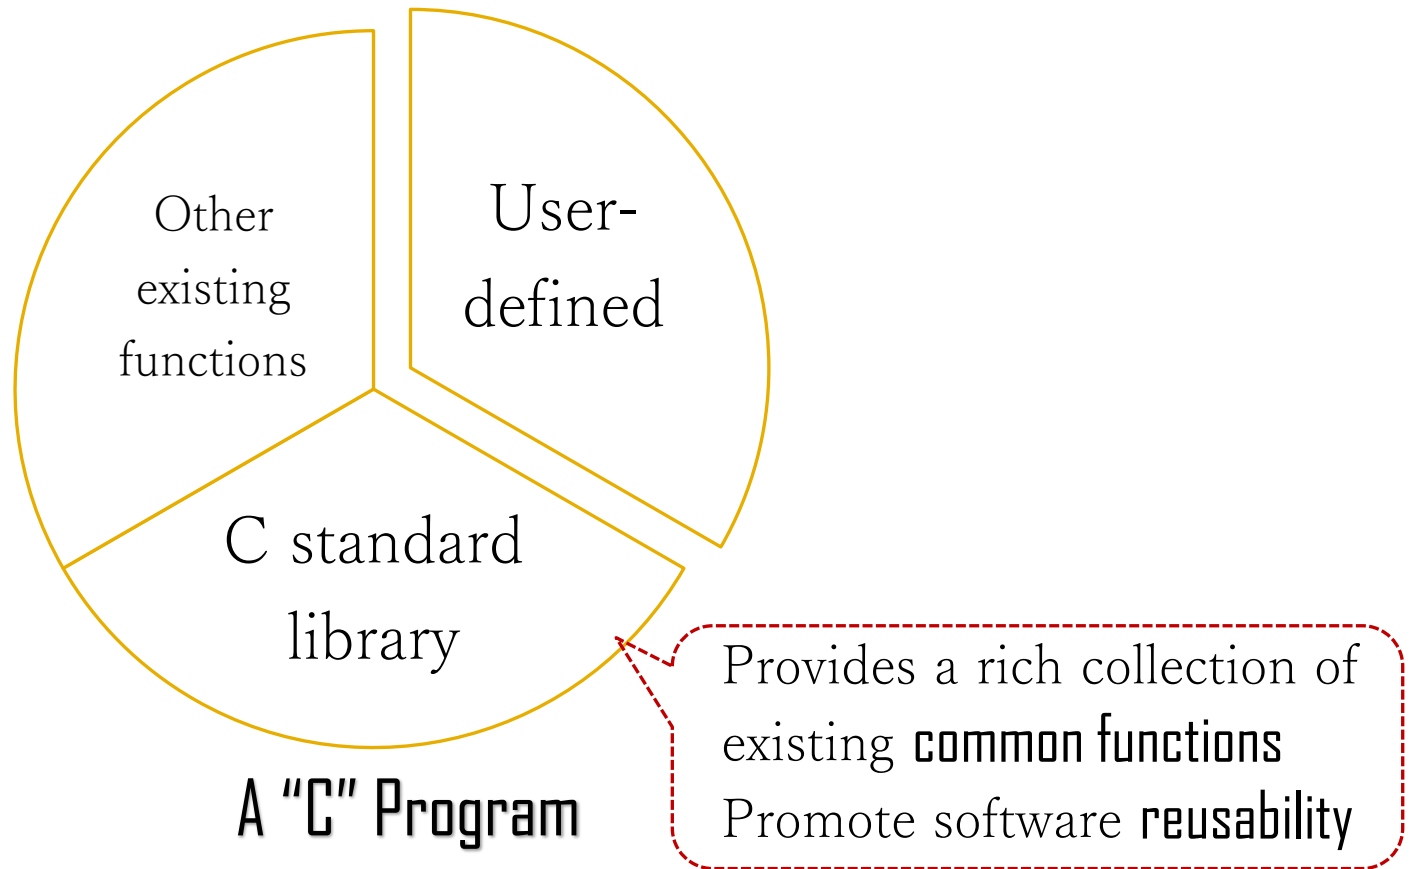 Other
existing
functions
User-
defined
C standard
library
A “C” Program
Provides a rich collection of
existing common functions
Promote software reusability